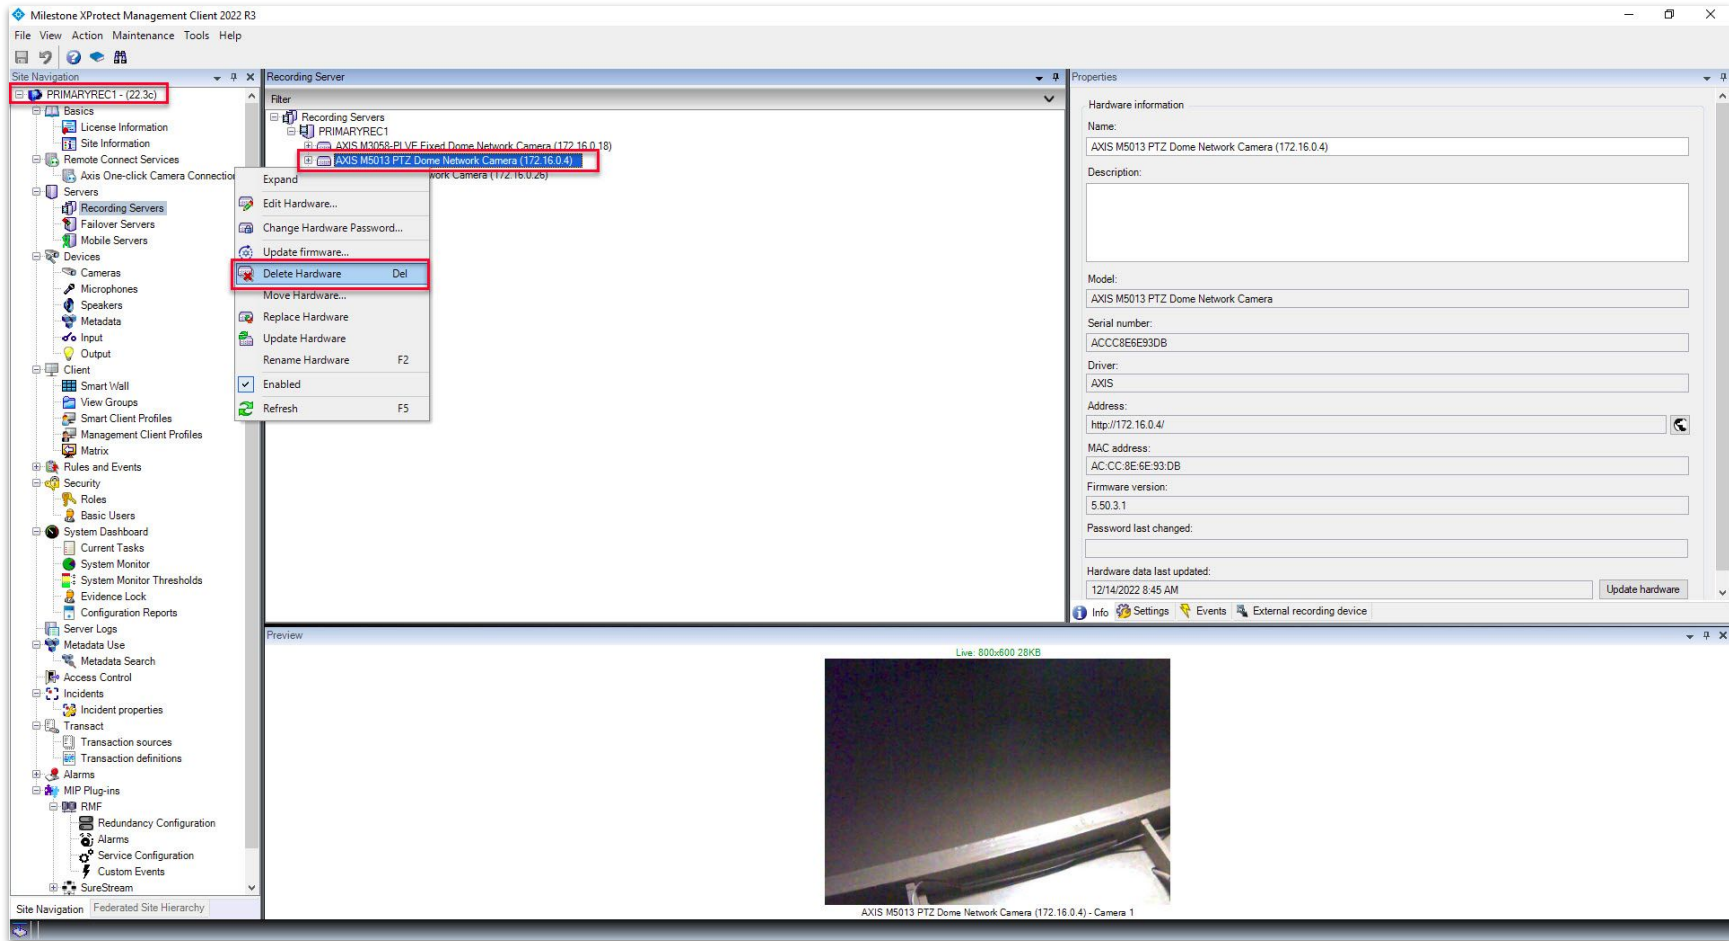 Milestone XProtect Management Client 2022 R3
File View Action Maintenance Tools Help
Site Navigation
PRIMARYREC1 - (22.3c)
Basics
License Information
Site Information
Remote Connect Services
Axis One-click Camera Connection
Servers
Recording Servers
Failover Servers
Mobile Servers
Devices
Cameras
Microphones
Speakers
Metadata
Input
Output
Client
Smart Wall
View Groups
Smart Client Profiles
Management Client Profiles
Matrix
Rules and Events
Security
Roles
Basic Users
System Dashboard
Current Tasks
System Monitor
System Monitor Thresholds
Evidence Lock
Configuration Reports
Server Logs
Metadata Use
Metadata Search
Access Control
Incidents
Incident properties
Transact
Transaction sources
Transaction definitions
Alarms
MIP Plug-ins
RMF
Redundancy Configuration
Alarms
Service Configuration
Custom Events
SureStream
Site Navigation Federated Site Hierarchy
Recording Server
Filter
Recording Servers
PRIMARYREC1
AXIS M3058-PLVE Fixed Dome Network Camera (172.16.0.18)
AXIS M5013 PTZ Dome Network Camera (172.16.0.4)
work Camera (172.16.0.26)
Expand
Edit Hardware...
Change Hardware Password...
Update firmware...
Delete Hardware Del
Move Hardware...
Replace Hardware
Update Hardware
Rename Hardware F2
Enabled
Refresh F5
Properties
Hardware information
Name:
AXIS M5013 PTZ Dome Network Camera (172.16.0.4)
Description:
Model:
AXIS M5013 PTZ Dome Network Camera
Serial number:
ACCC8E6E93DB
Driver:
AXIS
Address:
http://172.16.0.4/
MAC address:
AC:CC:8E:6E:93:DB
Firmware version:
5.50.3.1
Password last changed:
Hardware data last updated:
12/14/2022 8:45 AM Update hardware
Info Settings Events External recording device
Preview
Live: 800x600 28KB
AXIS M5013 PTZ Dome Network Camera (172.16.0.4) - Camera 1